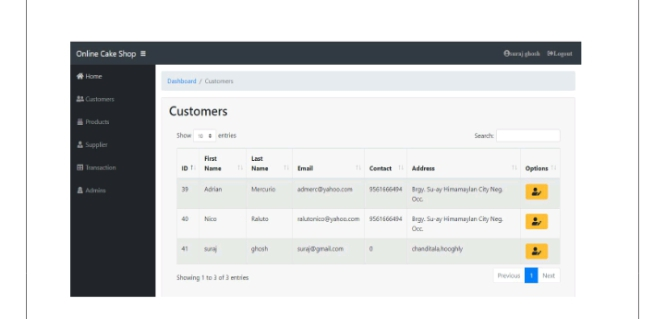 Online Cake Shop
suraj ghosh Logout
Home
Dashboard / Customers
Customers
Products
Supplier
Transaction
Admins
Customers
Show entries
Search:
ID First Name Last Name Email Contact Address Options
39 Adrian Mercurio admerc@yahoo.com 9561666494 Brgy. Su-ay Himamaylan City Neg. Occ.
40 Nico Raluto ralutonico@yahoo.com 9561666494 Brgy. Su-ay Himamaylan City Neg. Occ.
41 suraj ghosh suraj@gmail.com 0 chanditala,hooghly
Showing 1 to 3 of 3 entries
Previous 1 Next